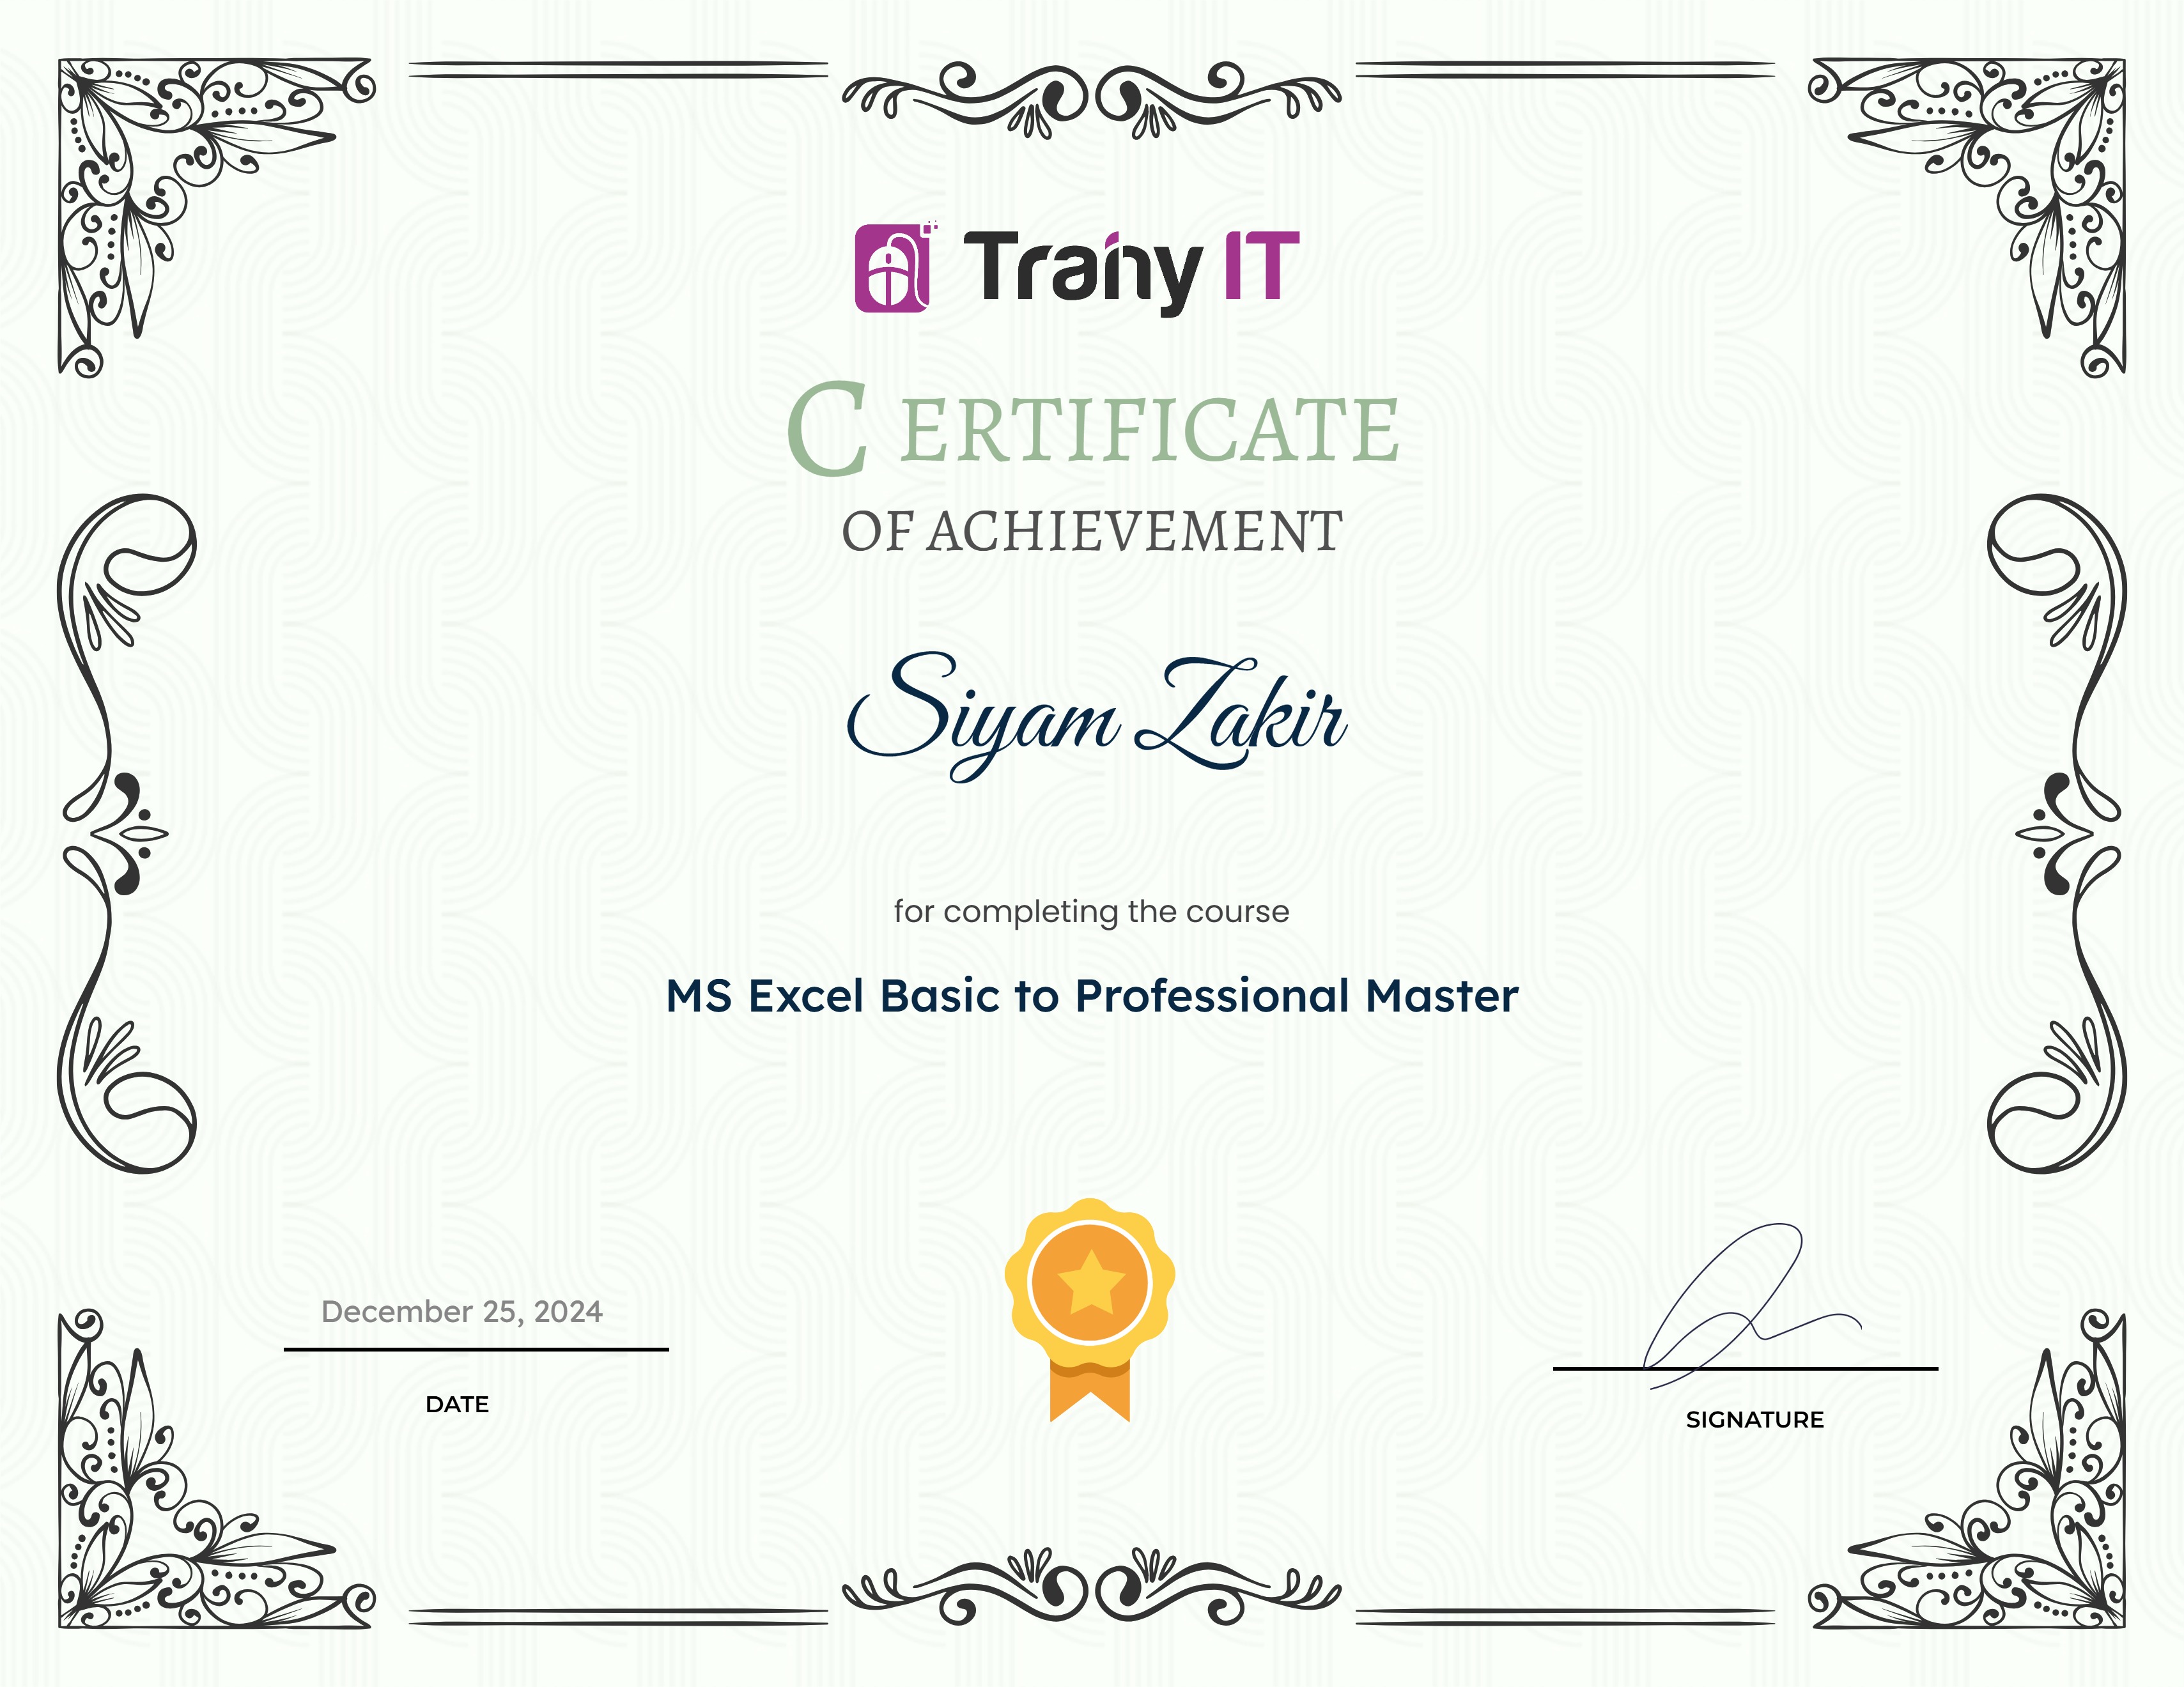 Trainy IT
CERTIFICATE
OF ACHIEVEMENT
Siyam Zakir
for completing the course
MS Excel Basic to Professional Master
December 25, 2024
DATE
SIGNATURE